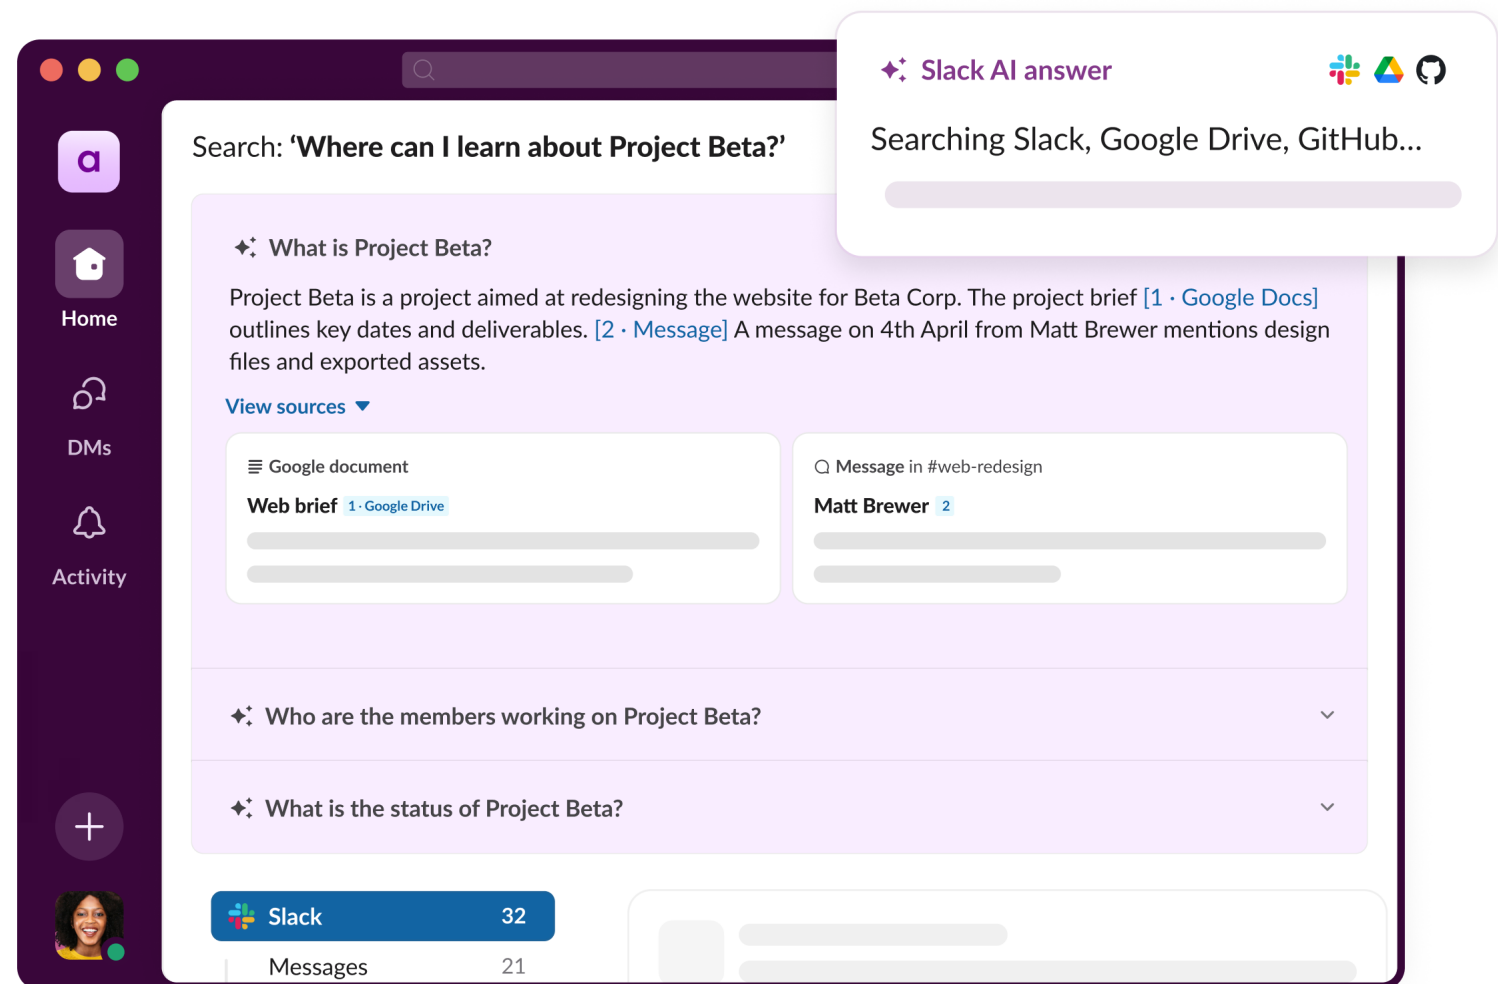 Slack AI answer
Searching Slack, Google Drive, GitHub...
a
Home
DMs
Activity
Search: ‘Where can I learn about Project Beta?’
What is Project Beta?
Project Beta is a project aimed at redesigning the website for Beta Corp. The project brief [1 · Google Docs]
outlines key dates and deliverables. [2 · Message] A message on 4th April from Matt Brewer mentions design
files and exported assets.
View sources
Google document
Web brief 1 · Google Drive
Message in #web-redesign
Matt Brewer 2
Who are the members working on Project Beta?
What is the status of Project Beta?
Slack 32
Messages 21